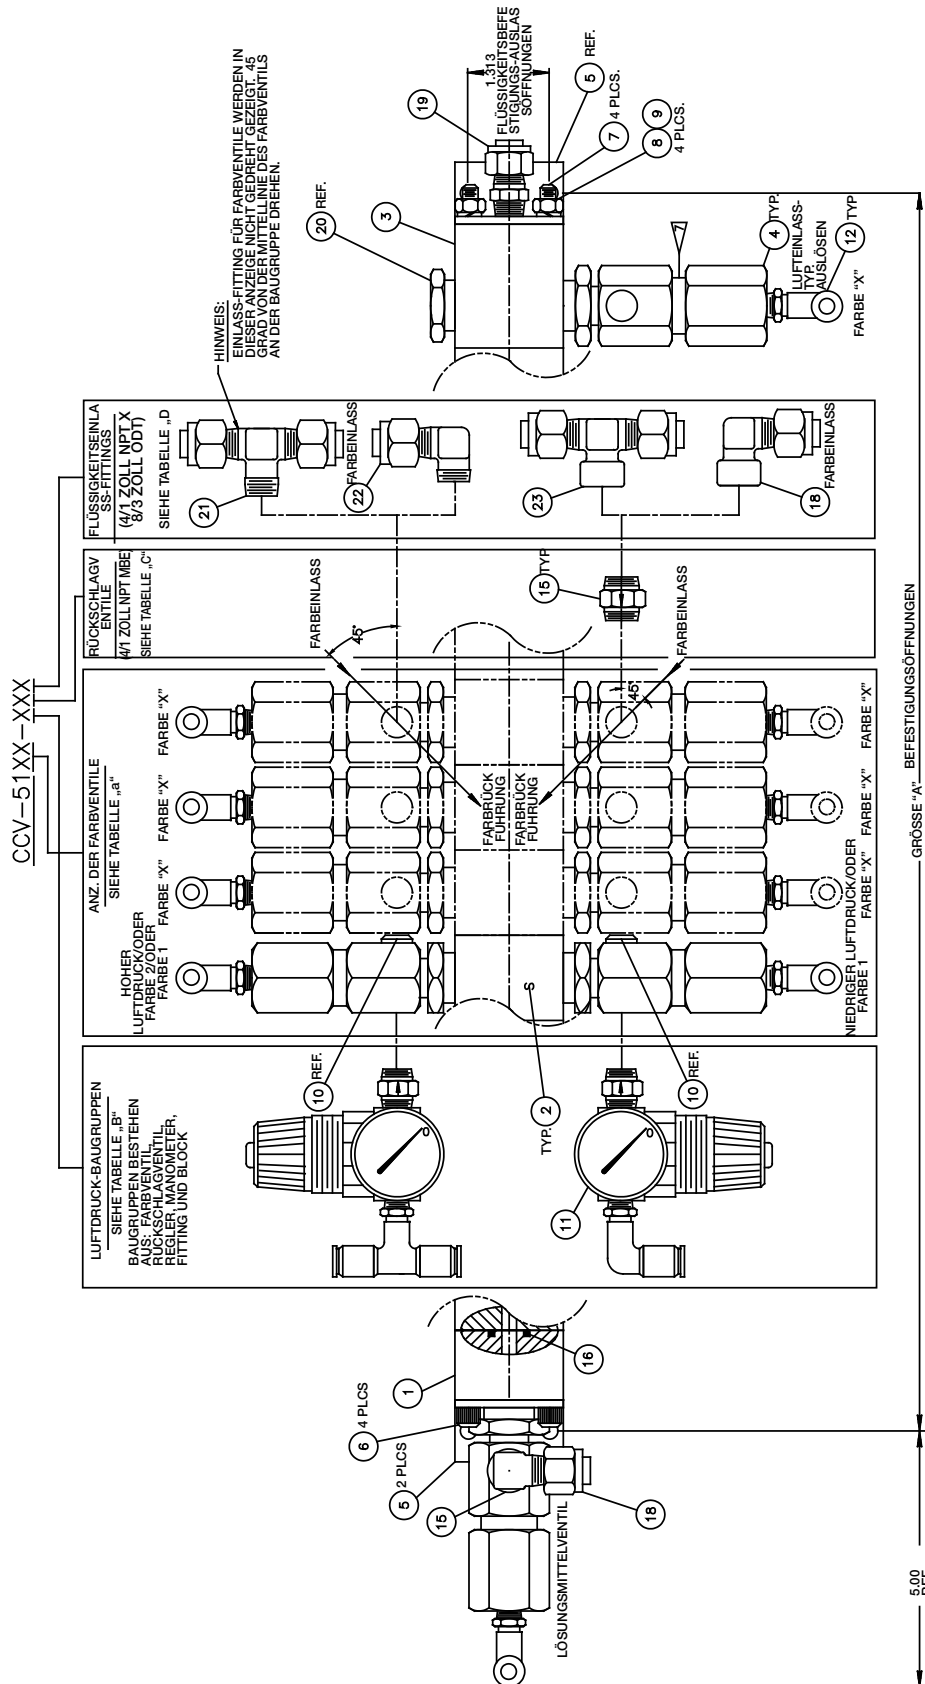 CCV-51XX-XXX
LUFTDRUCK-BAUGRUPPEN
SIEHE TABELLE „B“
BAUGRUPPEN BESTEHEN
AUS: FARBVENTIL,
RÜCKSCHLAGVENTIL,
REGLER, MANOMETER,
FITTING UND BLOCK
ANZ. DER FARBVENTILE
SIEHE TABELLE „a“
HOHER
LUFTDRUCK/ODER
FARBE 2/ODER
FARBE 1
FARBE "X"
FARBE "X"
FARBE "X"
RÜCKSCHLAGV
ENTILE
(4/1 ZOLL NPT MBE)
SIEHE TABELLE „C“
FLÜSSIGKEITSEINLA
SS-FITTINGS
(4/1 ZOLL NPT X
8/3 ZOLL ODT)
SIEHE TABELLE „D
HINWEIS:
EINLASS-FITTING FÜR FARBVENTILE WERDEN IN
DIESER ANZEIGE NICHT GEDREHT GEZEIGT. 45
GRAD VON DER MITTELLINIE DES FARBVENTILS
AN DER BAUGRUPPE DREHEN.
21
FARBEINLASS
22
FARBEINLASS
45°
10 REF.
20 REF.
3
19
1.313
FLÜSSIGKEITSBEFE
STIGUNGS-AUSLAS
SÖFFNUNGEN
5 REF.
7 4 PLCS.
8 9
4 PLCS.
6 4 PLCS
5 2 PLCS
1
15
16
18
LÖSUNGSMITTELVENTIL
TYP. 2
S
FARBRÜCK
FÜHRUNG
FARBRÜCK
FÜHRUNG
0
0
11
10 REF.
45°
15 TYP
FARBEINLASS
23
18
FARBEINLASS
7
4 TYP.
LUFTEINLASS-
TYP.
AUSLÖSEN
12 TYP
FARBE "X"
NIEDRIGER LUFTDRUCK/ODER
FARBE 1
FARBE "X"
FARBE "X"
FARBE "X"
5.00
REF
GRÖSSE "A"
BEFESTIGUNGSÖFFNUNGEN